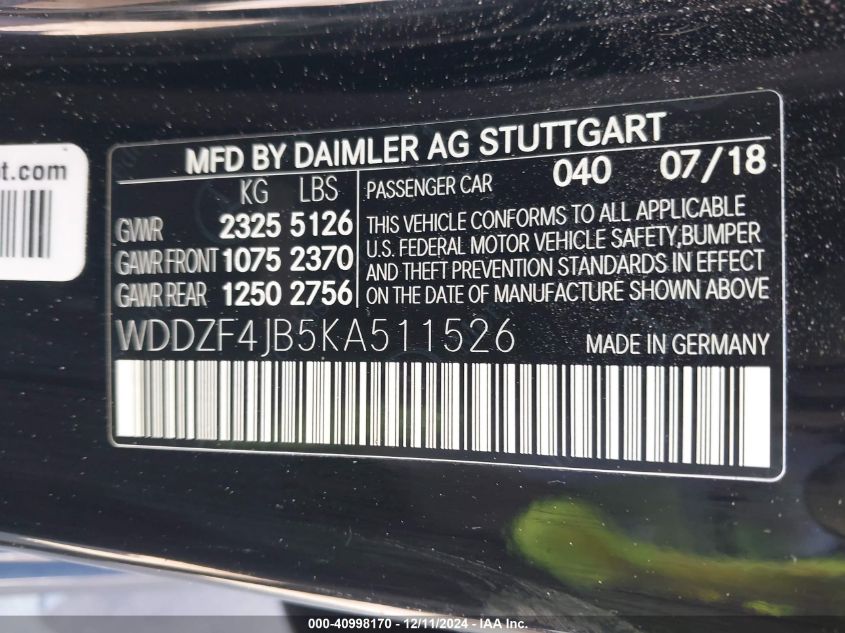 t.com
MFD BY DAIMLER AG STUTTGART
KG LBS PASSENGER CAR 040 07/18
GVWR 2325 5126
GAWR FRONT 1075 2370
GAWR REAR 1250 2756
THIS VEHICLE CONFORMS TO ALL APPLICABLE
U.S. FEDERAL MOTOR VEHICLE SAFETY, BUMPER
AND THEFT PREVENTION STANDARDS IN EFFECT
ON THE DATE OF MANUFACTURE SHOWN ABOVE
WDDZF4JB5KA511526 MADE IN GERMANY
000-40998170 - 12/11/2024 - IAAI.com